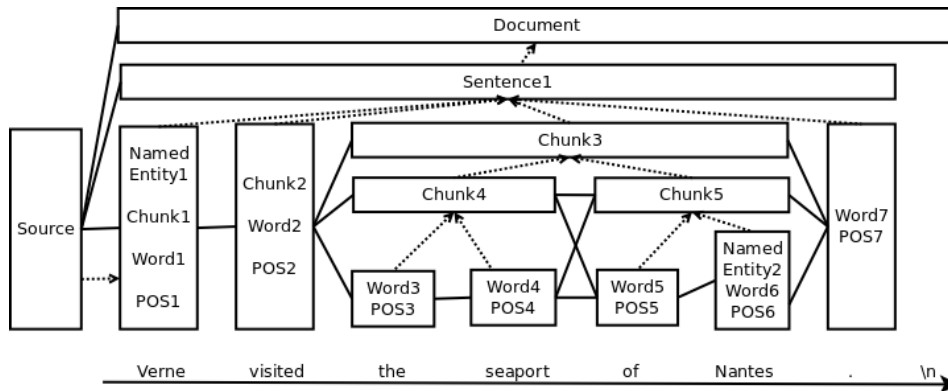 Document
Sentence1
Source
Named
Entity1
Chunk1
Word1
POS1
Chunk2
Word2
POS2
Chunk3
Chunk4
Chunk5
Word3
POS3
Word4
POS4
Word5
POS5
Named
Entity2
Word6
POS6
Word7
POS7
Verne visited the seaport of Nantes . \n